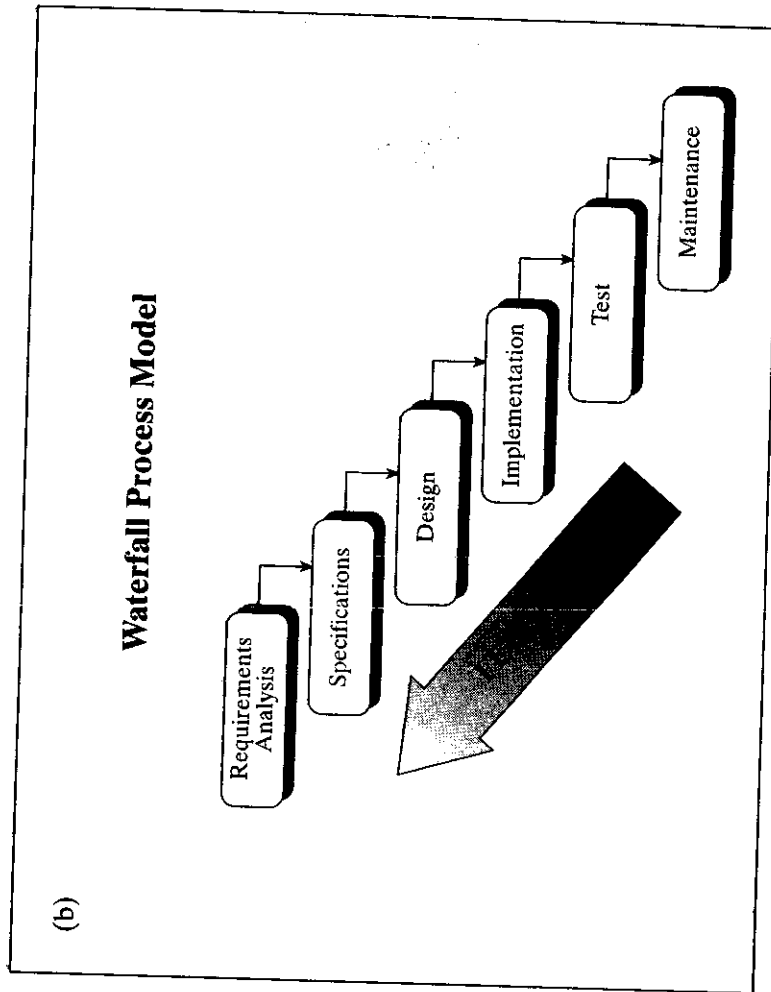 (b)
Waterfall Process Model
Requirements
Analysis
Specifications
Design
Implementation
Test
Maintenance